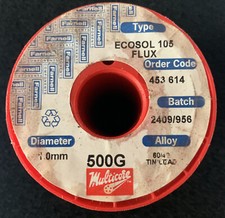 Farnell
Type
ECOSOL 105
FLUX
Order Code
453 614
Batch
2409/956
Diameter
1.0mm
500G
Alloy
TIN/LEAD
Multicore